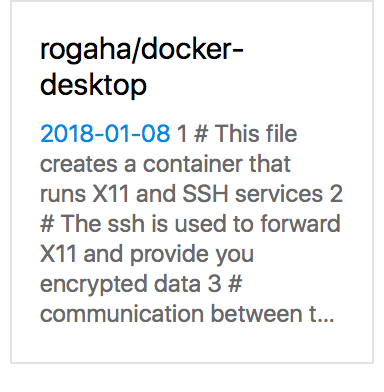 rogaha/docker-
desktop
2018-01-08 1 # This file
creates a container that
runs X11 and SSH services 2
# The ssh is used to forward
X11 and provide you
encrypted data 3 #
communication between t...